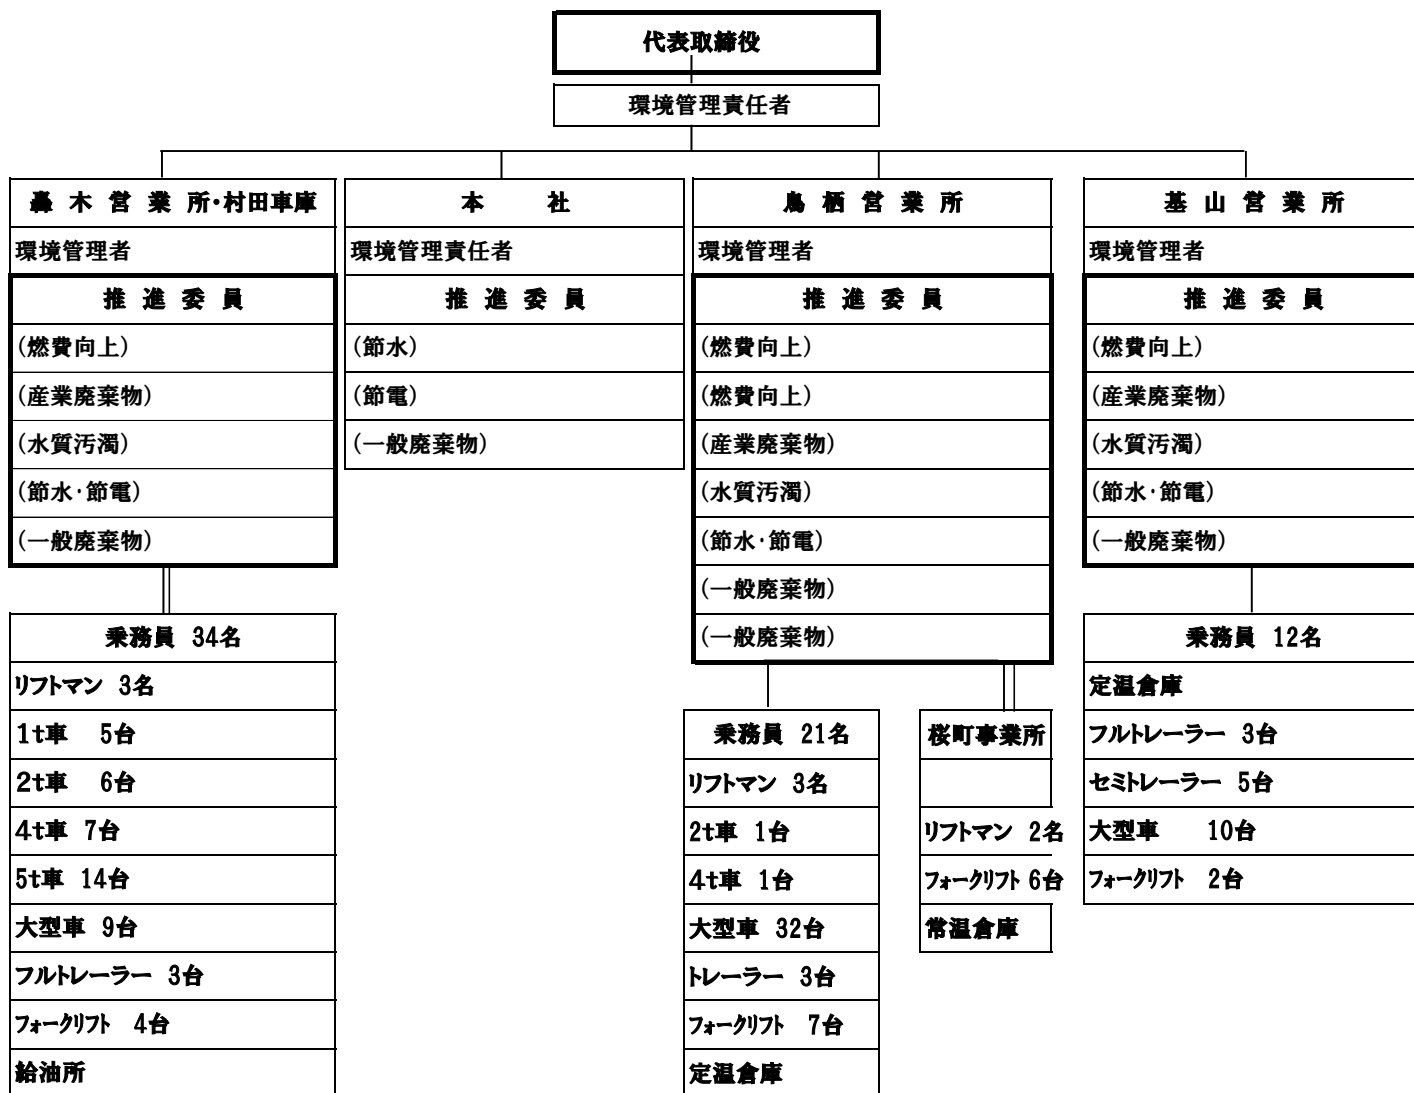 代表取締役
環境管理責任者
轟 木 営 業 所・村田車庫
環境管理者
推 進 委 員
(燃費向上)
(産業廃棄物)
(水質汚濁)
(節水・節電)
(一般廃棄物)
乗務員 34名
リフトマン 3名
1t車 5台
2t車 6台
4t車 7台
5t車 14台
大型車 9台
フルトレーラー 3台
フォークリフト 4台
給油所
本 社
環境管理責任者
推 進 委 員
(節水)
(節電)
(一般廃棄物)
鳥 栖 営 業 所
環境管理者
推 進 委 員
(燃費向上)
(燃費向上)
(産業廃棄物)
(水質汚濁)
(節水・節電)
(一般廃棄物)
(一般廃棄物)
乗務員 21名
リフトマン 3名
2t車 1台
4t車 1台
大型車 32台
トレーラー 3台
フォークリフト 7台
定温倉庫
桜町事業所
リフトマン 2名
フォークリフト 6台
常温倉庫
基 山 営 業 所
環境管理者
推 進 委 員
(燃費向上)
(産業廃棄物)
(水質汚濁)
(節水・節電)
(一般廃棄物)
乗務員 12名
定温倉庫
フルトレーラー 3台
セミトレーラー 5台
大型車 10台
フォークリフト 2台